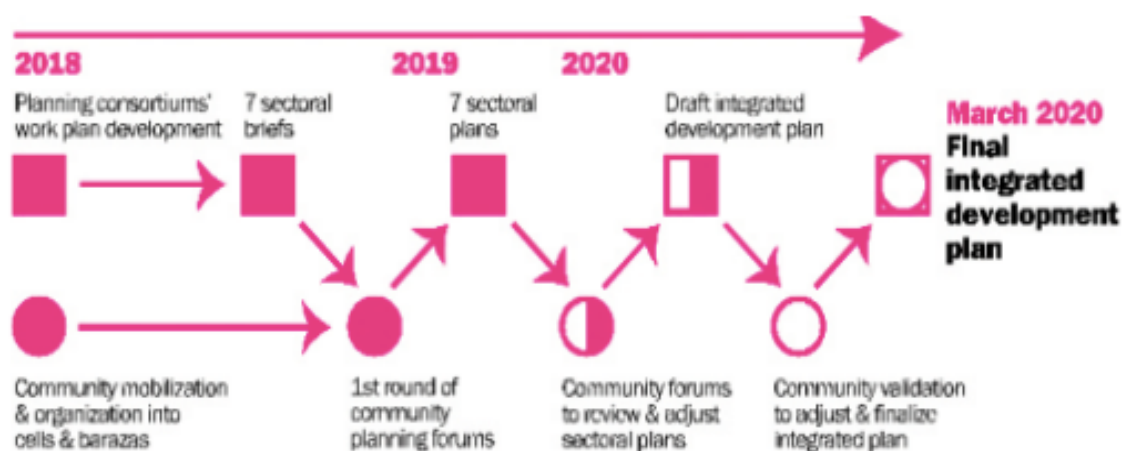 2018
2019
2020
Planning consortiums'
work plan development
7 sectoral
briefs
7 sectoral
plans
Draft integrated
development plan
March 2020
Final
integrated
development
plan
Community mobilization
& organization into
cells & barazas
1st round of
community
planning forums
Community forums
to review & adjust
sectoral plans
Community validation
to adjust & finalize
integrated plan